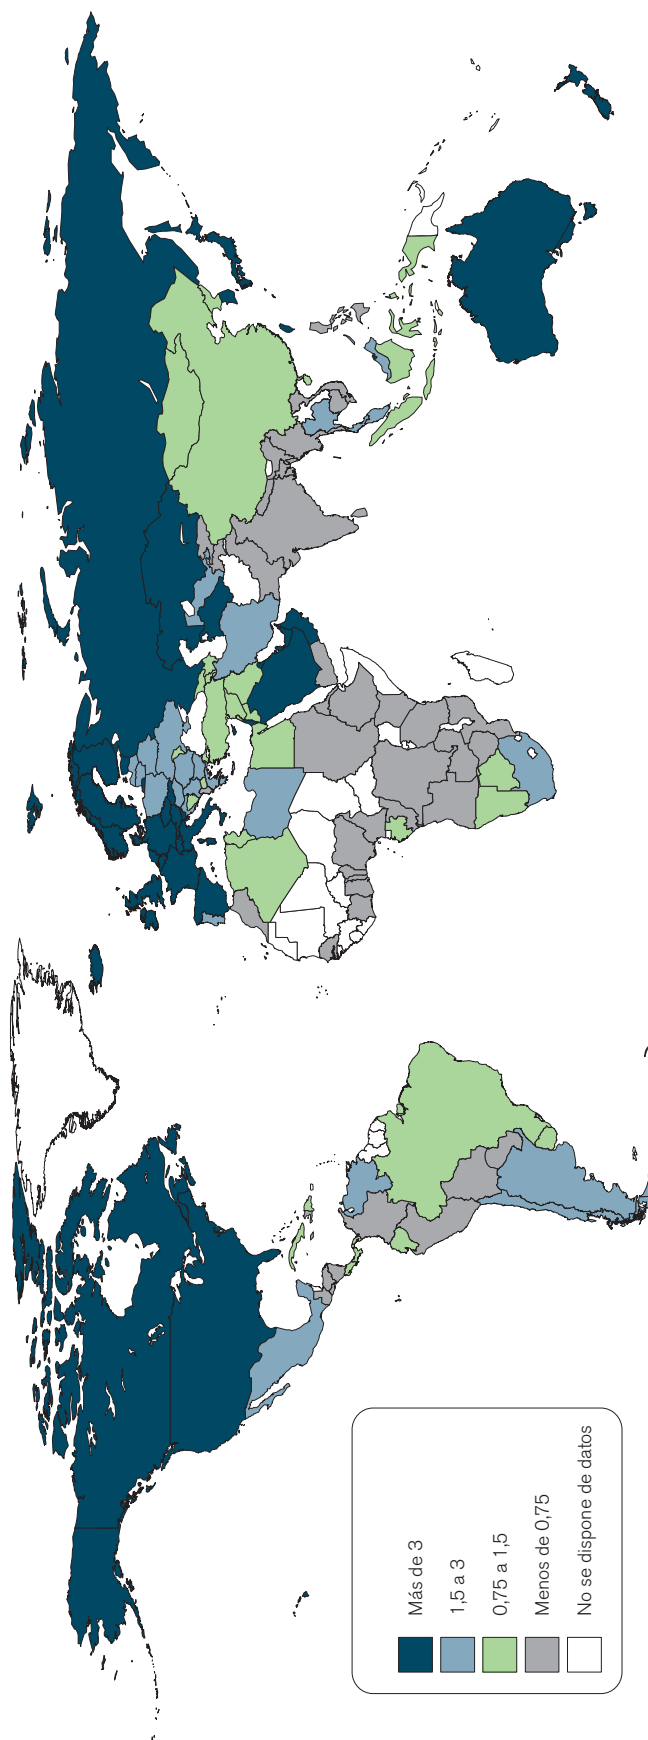 Más de 3
1,5 a 3
0,75 a 1,5
Menos de 0,75
No se dispone de datos